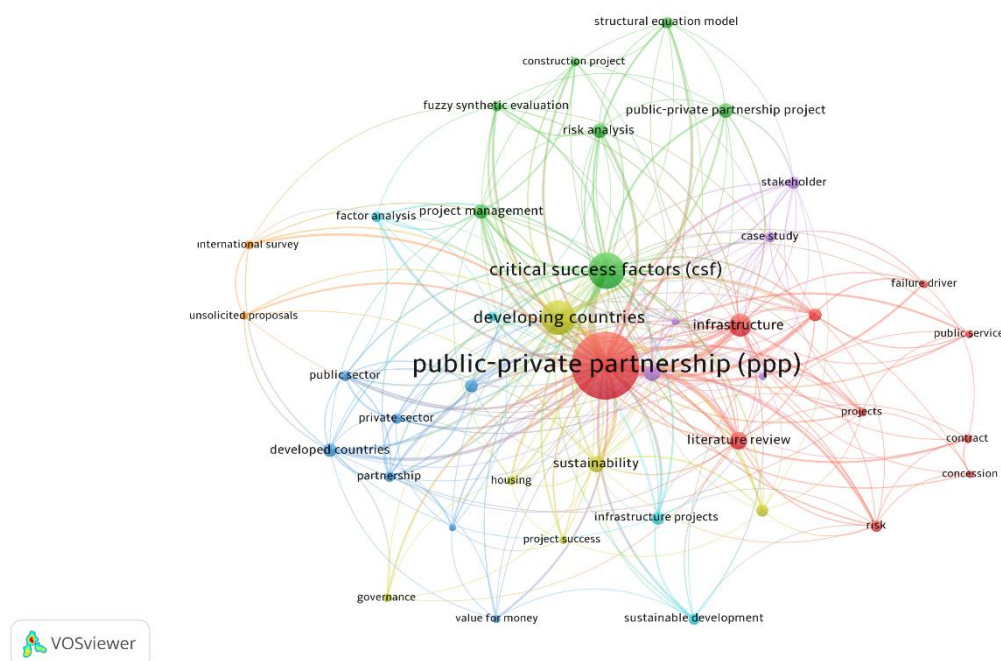 structural equation model
construction project
fuzzy synthetic evaluation
public-private partnership project
risk analysis
stakeholder
factor analysis
project management
case study
international survey
critical success factors (csf)
failure driver
unsolicited proposals
developing countries
infrastructure
public service
public-private partnership (ppp)
public sector
projects
private sector
literature review
contract
developed countries
sustainability
concession
partnership
housing
infrastructure projects
risk
project success
governance
value for money
sustainable development
VOSviewer